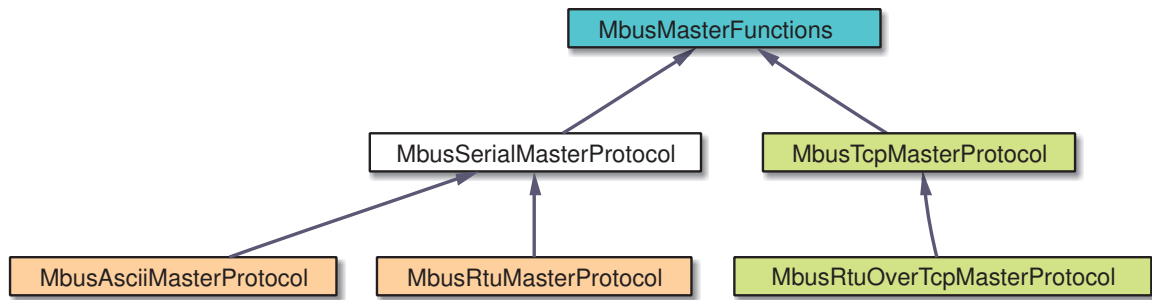 MbusMasterFunctions
MbusSerialMasterProtocol
MbusTcpMasterProtocol
MbusAsciiMasterProtocol
MbusRtuMasterProtocol
MbusRtuOverTcpMasterProtocol